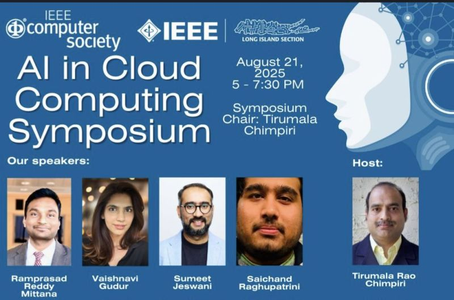 IEEE
computer
society
IEEE
LONG ISLAND SECTION
AI in Cloud
Computing
Symposium
August 21,
2025
5 - 7:30 PM
Symposium
Chair: Tirumala
Chimpiri
Our speakers:
Host:
Ramprasad
Reddy
Mittana
Vaishnavi
Gudur
Sumeet
Jeswani
Saichand
Raghupatrini
Tirumala Rao
Chimpiri